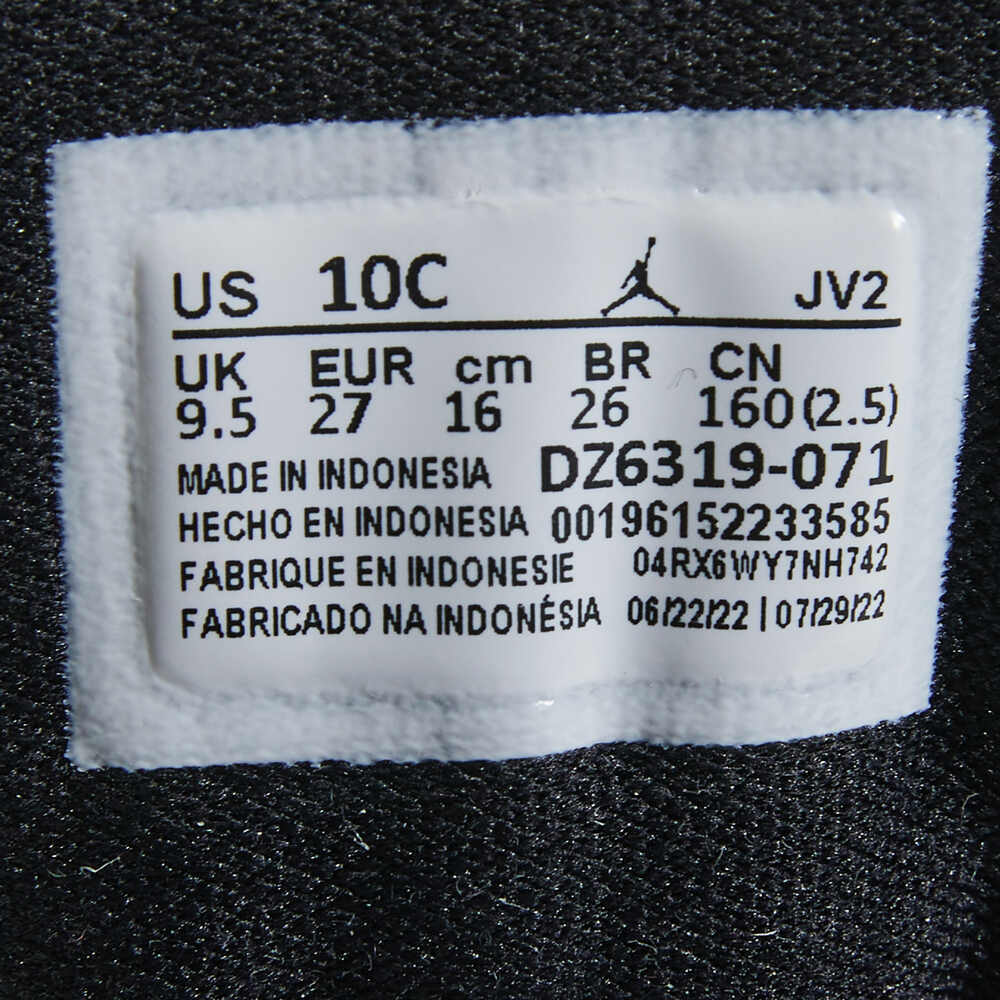 US 10C JV2
UK EUR cm BR CN
9.5 27 16 26 160(2.5)
MADE IN INDONESIA DZ6319-071
HECHO EN INDONESIA 00196152233585
FABRIQUE EN INDONESIE 04RX6WY7NH742
FABRICADO NA INDONÉSIA 06/22/22 | 07/29/22